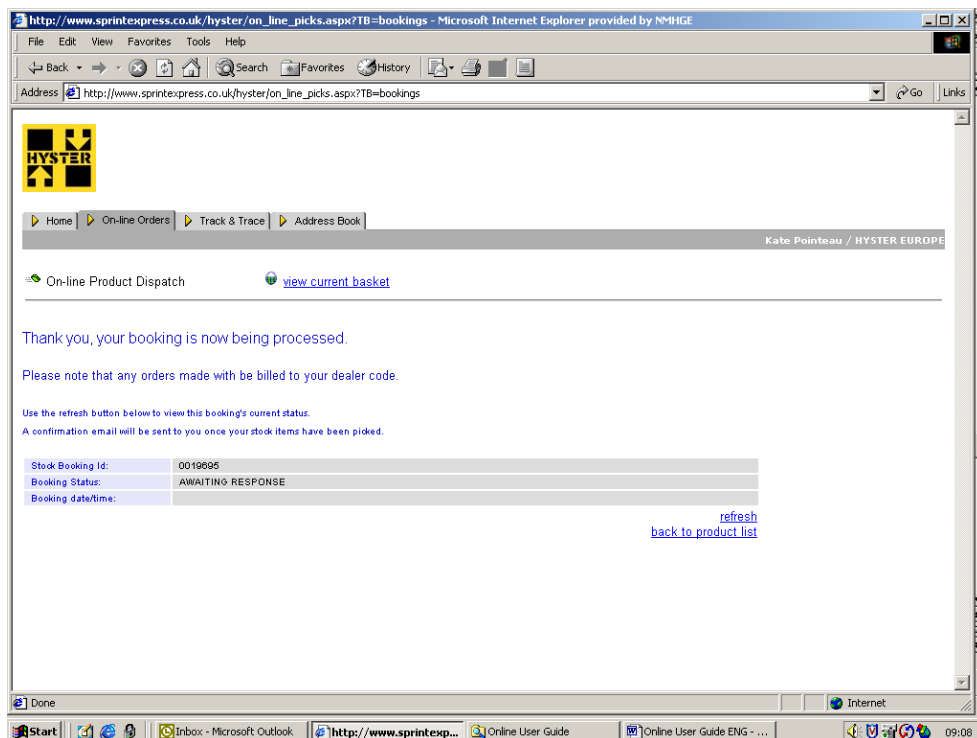 http://www.sprintexpress.co.uk/hyster/on_line_picks.aspx?TB=bookings - Microsoft Internet Explorer provided by NMHGE
File Edit View Favorites Tools Help
Back Search Favorites History
Address http://www.sprintexpress.co.uk/hyster/on_line_picks.aspx?TB=bookings Go Links
HYSTER
Home On-line Orders Track & Trace Address Book
Kate Pointeau / HYSTER EUROPE
On-line Product Dispatch view current basket
Thank you, your booking is now being processed.
Please note that any orders made with be billed to your dealer code.
Use the refresh button below to view this booking's current status.
A confirmation email will be sent to you once your stock items have been picked.
Stock Booking Id: 0019695
Booking Status: AWAITING RESPONSE
Booking date/time:
refresh
back to product list
Done Internet
Start Inbox - Microsoft Outlook http://www.sprintexp... Online User Guide Online User Guide ENG - ... 09:08